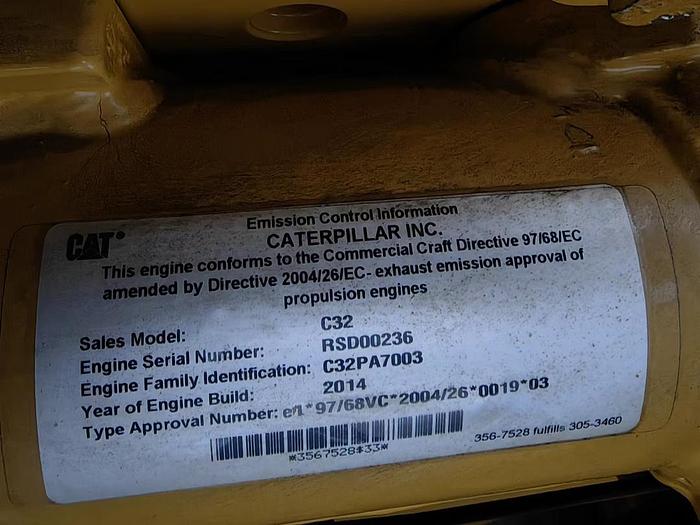 Emission Control Information
CAT®
CATERPILLAR INC.
This engine conforms to the Commercial Craft Directive 97/68/EC
amended by Directive 2004/26/EC- exhaust emission approval of
propulsion engines
Sales Model: C32
Engine Serial Number: RSD00236
Engine Family Identification: C32PA7003
Year of Engine Build: 2014
Type Approval Number: e11*97/68VC*2004/26*0019*03
*3567528#33*
356-7528 fulfills 305-3460